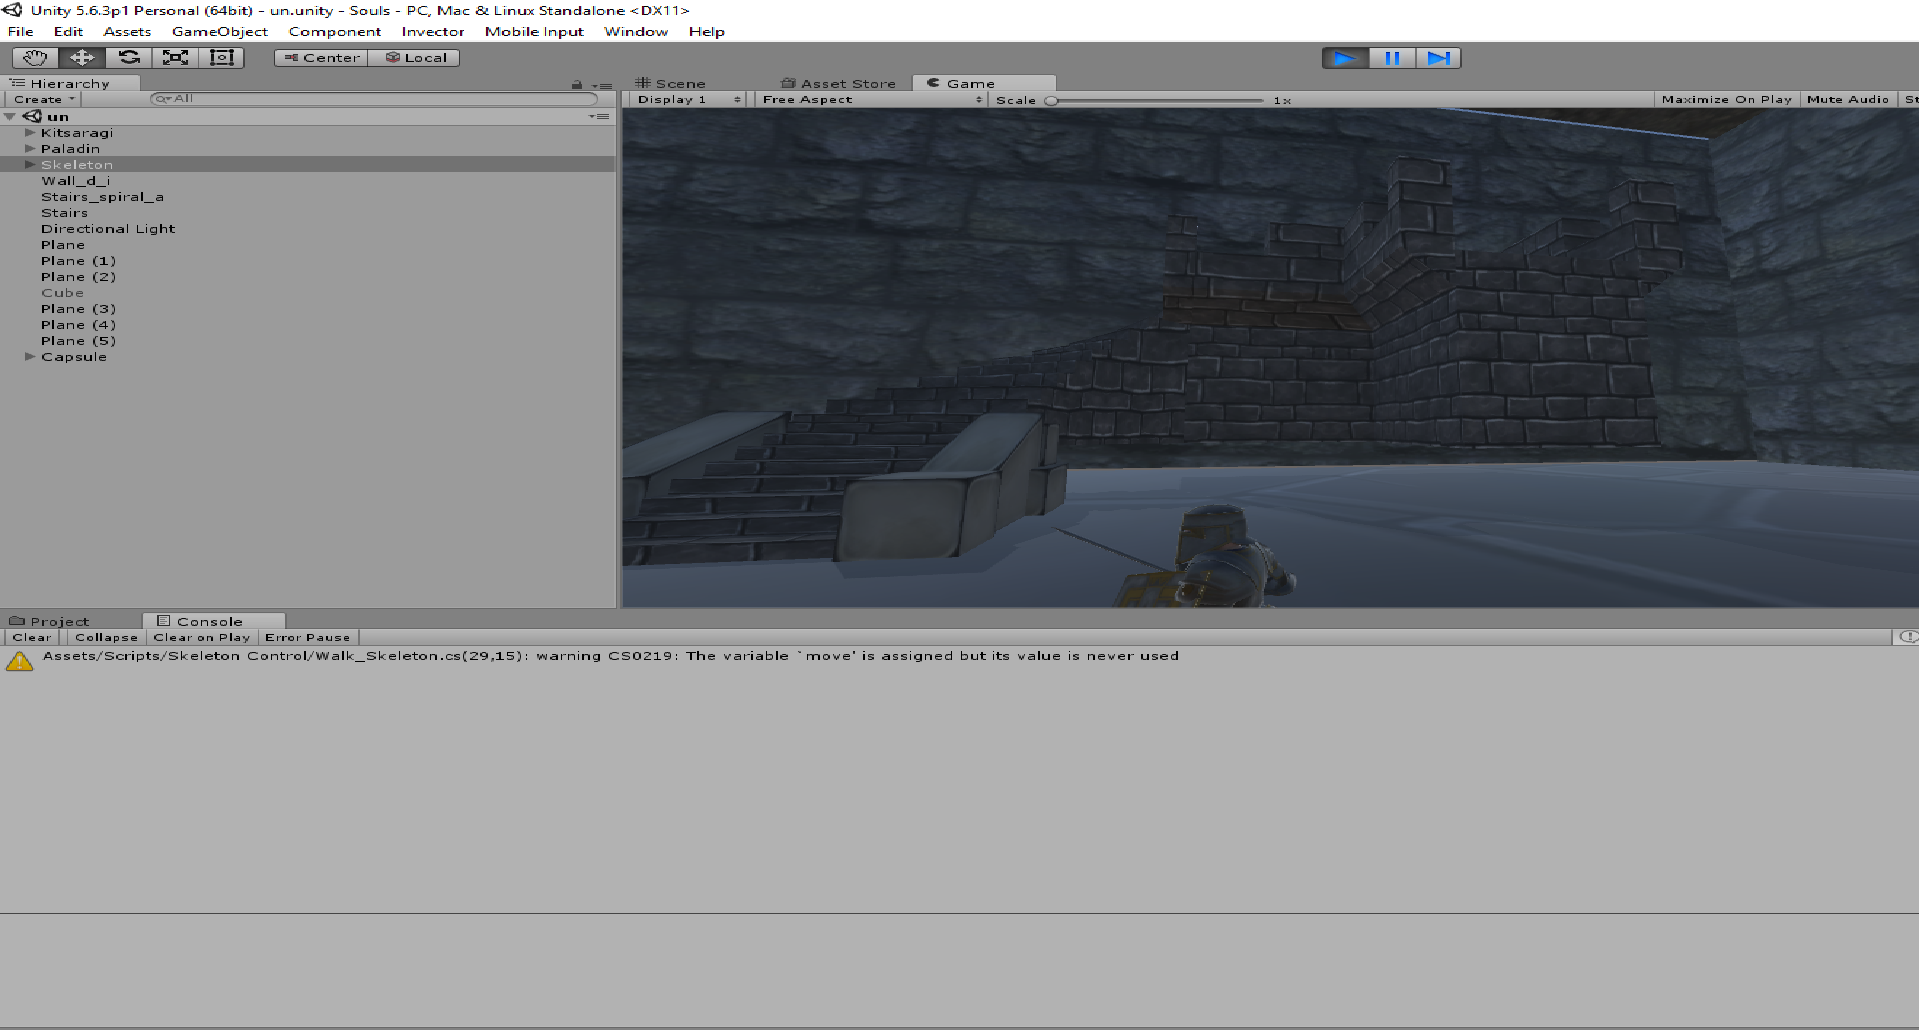 Unity 5.6.3p1 Personal (64bit) - un.unity - Souls - PC, Mac & Linux Standalone <DX11>
File Edit Assets GameObject Component Invector Mobile Input Window Help
Center Local
Hierarchy
Create All
un
Kitsaragi
Paladin
Skeleton
Wall_d_i
Stairs_spiral_a
Stairs
Directional Light
Plane
Plane (1)
Plane (2)
Cube
Plane (3)
Plane (4)
Plane (5)
Capsule
Scene Asset Store Game
Display 1 Free Aspect Scale 1x Maximize On Play Mute Audio St
Project Console
Clear Collapse Clear on Play Error Pause
Assets/Scripts/Skeleton Control/Walk_Skeleton.cs(29,15): warning CS0219: The variable `move' is assigned but its value is never used